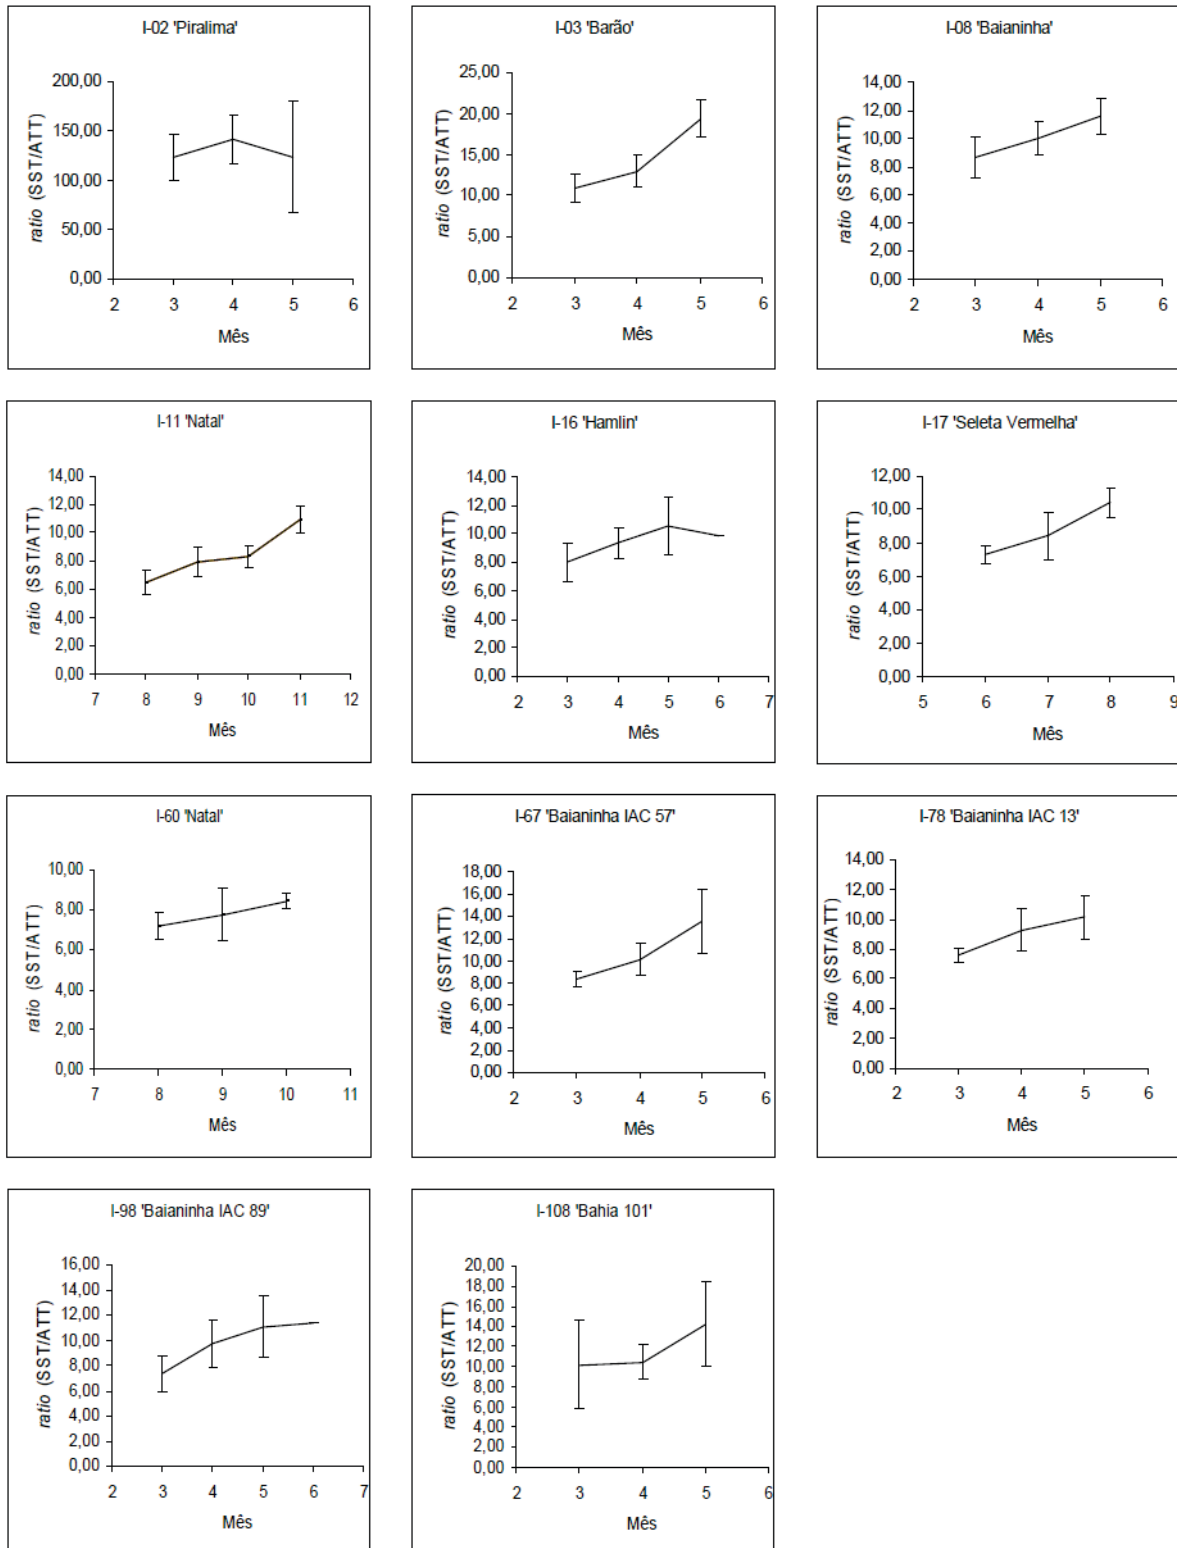 I-02 'Piralima'
200,00
150,00
100,00
50,00
0,00
ratio (SST/ATT)
2 3 4 5 6
Mês
I-03 'Barão'
25,00
20,00
15,00
10,00
5,00
0,00
ratio (SST/ATT)
2 3 4 5 6
Mês
I-08 'Baianinha'
14,00
12,00
10,00
8,00
6,00
4,00
2,00
0,00
ratio (SST/ATT)
2 3 4 5 6
Mês
I-11 'Natal'
14,00
12,00
10,00
8,00
6,00
4,00
2,00
0,00
ratio (SST/ATT)
7 8 9 10 11 12
Mês
I-16 'Hamlin'
14,00
12,00
10,00
8,00
6,00
4,00
2,00
0,00
ratio (SST/ATT)
2 3 4 5 6 7
Mês
I-17 'Seleta Vermelha'
12,00
10,00
8,00
6,00
4,00
2,00
0,00
ratio (SST/ATT)
5 6 7 8 9
Mês
I-60 'Natal'
10,00
8,00
6,00
4,00
2,00
0,00
ratio (SST/ATT)
7 8 9 10 11
Mês
I-67 'Baianinha IAC 57'
18,00
16,00
14,00
12,00
10,00
8,00
6,00
4,00
2,00
0,00
ratio (SST/ATT)
2 3 4 5 6
Mês
I-78 'Baianinha IAC 13'
14,00
12,00
10,00
8,00
6,00
4,00
2,00
0,00
ratio (SST/ATT)
2 3 4 5 6
Mês
I-98 'Baianinha IAC 89'
16,00
14,00
12,00
10,00
8,00
6,00
4,00
2,00
0,00
ratio (SST/ATT)
2 3 4 5 6 7
Mês
I-108 'Bahia 101'
20,00
18,00
16,00
14,00
12,00
10,00
8,00
6,00
4,00
2,00
0,00
ratio (SST/ATT)
2 3 4 5 6
Mês